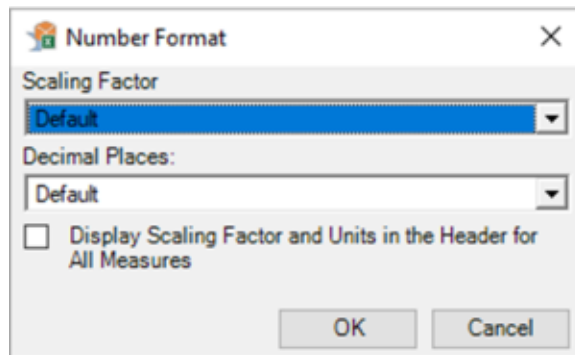 Number Format
Scaling Factor
Default
Decimal Places:
Default
Display Scaling Factor and Units in the Header for
All Measures
OK Cancel